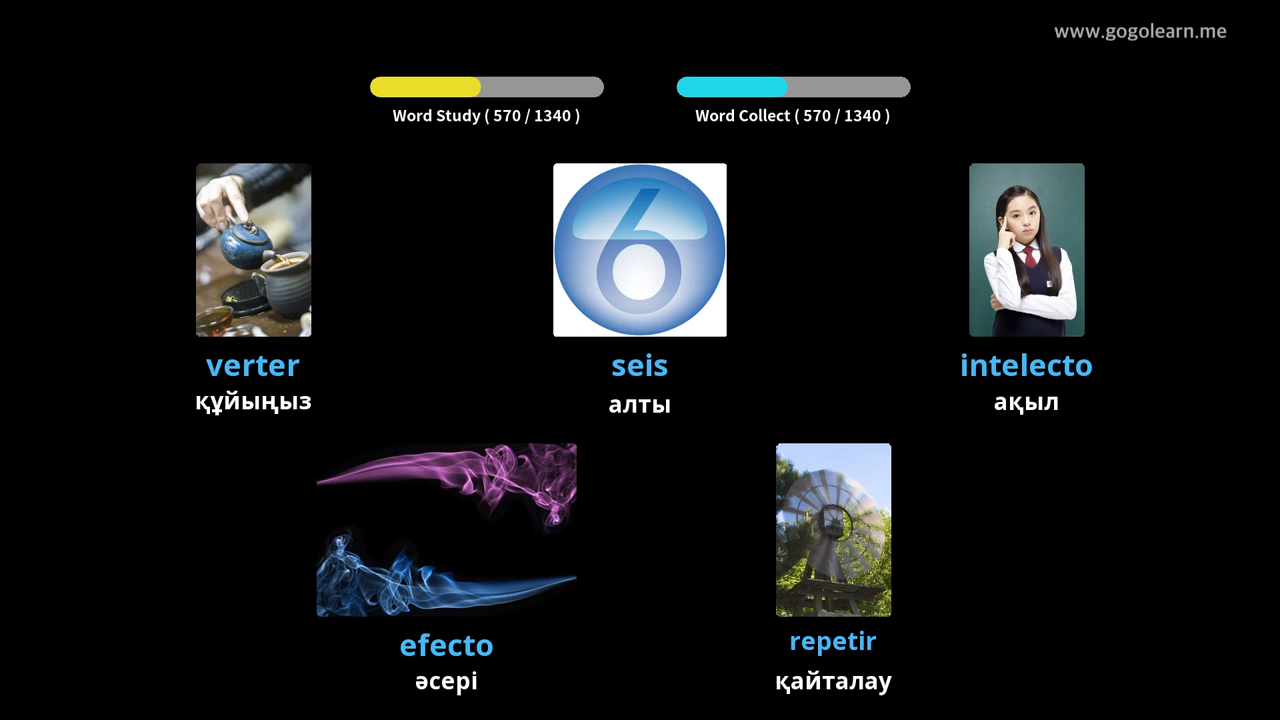 www.gogolearn.me
Word Study ( 570 / 1340 )
Word Collect ( 570 / 1340 )
6
verter
құйыңыз
seis
алты
intelecto
ақыл
efecto
әсері
repetir
қайталау